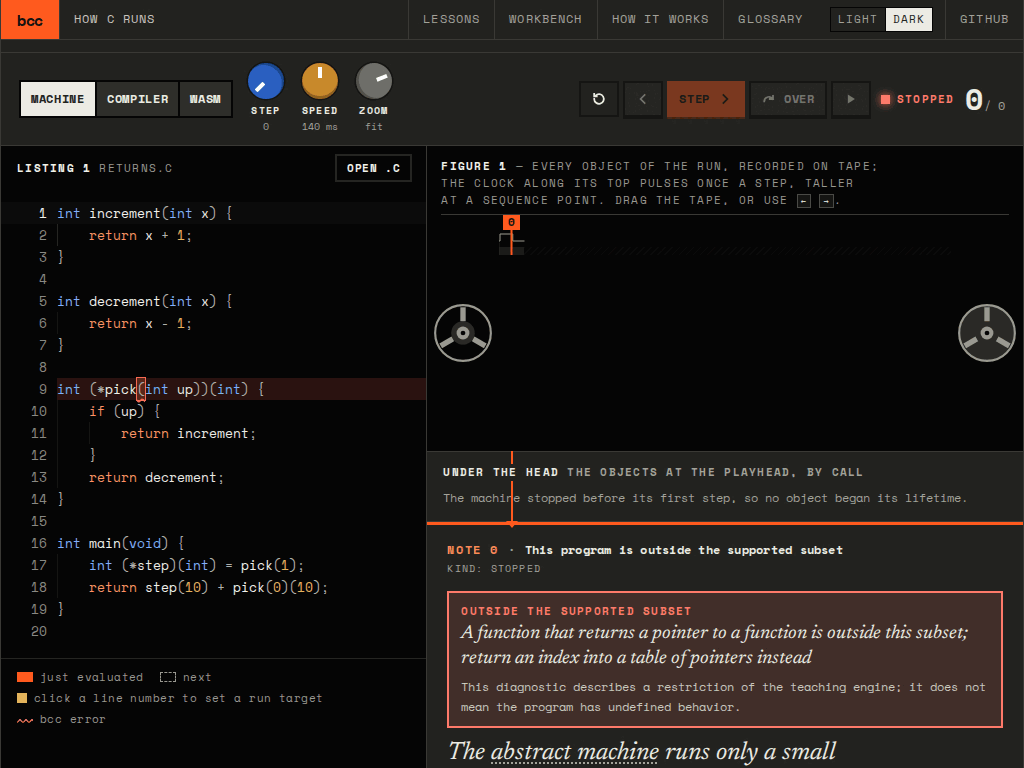 bcc HOW C RUNS LESSONS WORKBENCH HOW IT WORKS GLOSSARY LIGHT DARK GITHUB
MACHINE COMPILER WASM
STEP SPEED ZOOM
0 140 ms fit
STEP OVER STOPPED 0 / 0
LISTING 1 RETURNS.C OPEN .C
1 int increment(int x) {
2 return x + 1;
3 }
4
5 int decrement(int x) {
6 return x - 1;
7 }
8
9 int (*pick(int up))(int) {
10 if (up) {
11 return increment;
12 }
13 return decrement;
14 }
15
16 int main(void) {
17 int (*step)(int) = pick(1);
18 return step(10) + pick(0)(10);
19 }
20
just evaluated next
click a line number to set a run target
bcc error
FIGURE 1 — EVERY OBJECT OF THE RUN, RECORDED ON TAPE;
THE CLOCK ALONG ITS TOP PULSES ONCE A STEP, TALLER
AT A SEQUENCE POINT. DRAG THE TAPE, OR USE ← →.
0
UNDER THE HEAD THE OBJECTS AT THE PLAYHEAD, BY CALL
The machine stopped before its first step, so no object began its lifetime.
NOTE 0 · This program is outside the supported subset
KIND: STOPPED
OUTSIDE THE SUPPORTED SUBSET
A function that returns a pointer to a function is outside this subset;
return an index into a table of pointers instead
This diagnostic describes a restriction of the teaching engine; it does not
mean the program has undefined behavior.
The abstract machine runs only a small